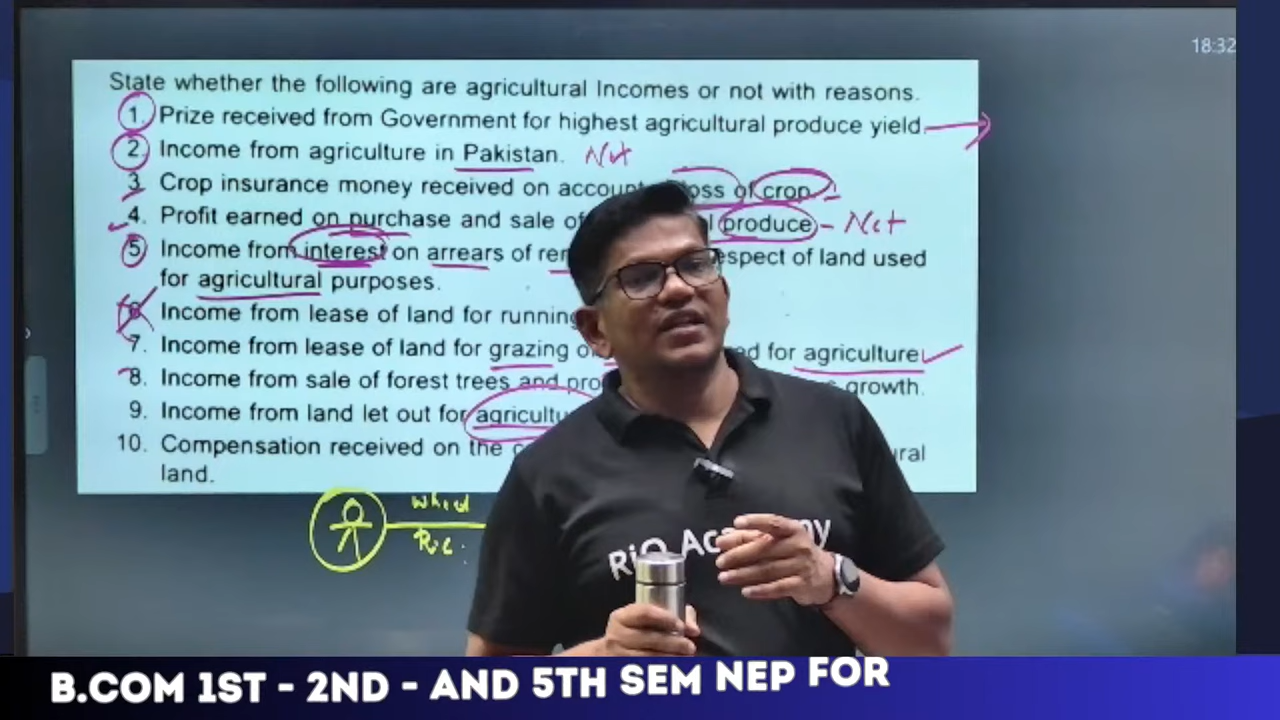 18:32
State whether the following are agricultural Incomes or not with reasons.
1. Prize received from Government for highest agricultural produce yield
2. Income from agriculture in Pakistan. Not
3. Crop insurance money received on account loss of crop
4. Profit earned on purchase and sale of produce - Not
5. Income from interest on arrears of espect of land used
for agricultural purposes.
6. Income from lease of land for running
7. Income from lease of land for grazing of ed for agriculture
8. Income from sale of forest trees and growth.
9. Income from land let out for agricultu
10. Compensation received on the ural
land.
RiO Academy
B.COM 1ST - 2ND - AND 5TH SEM NEP FOR